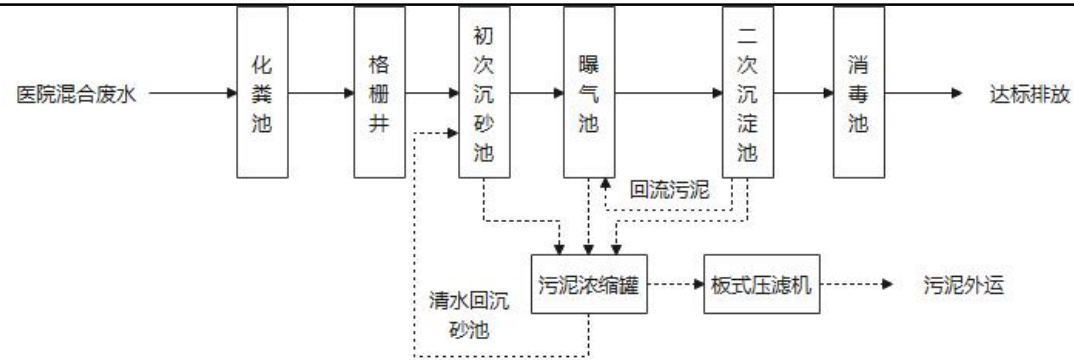 医院混合废水
化粪池
格栅井
初次沉砂池
曝气池
二次沉淀池
消毒池
达标排放
回流污泥
污泥浓缩罐
板式压滤机
污泥外运
清水回沉
砂池